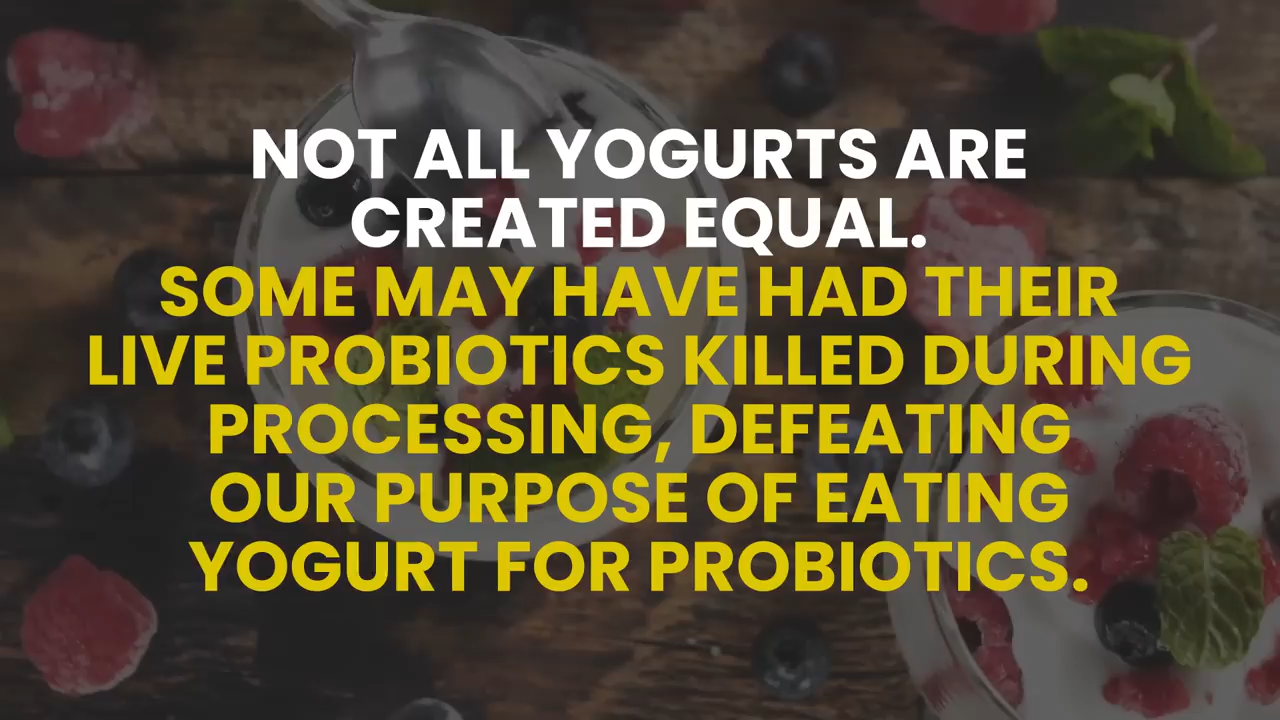 NOT ALL YOGURTS ARE
CREATED EQUAL.
SOME MAY HAVE HAD THEIR
LIVE PROBIOTICS KILLED DURING
PROCESSING, DEFEATING
OUR PURPOSE OF EATING
YOGURT FOR PROBIOTICS.